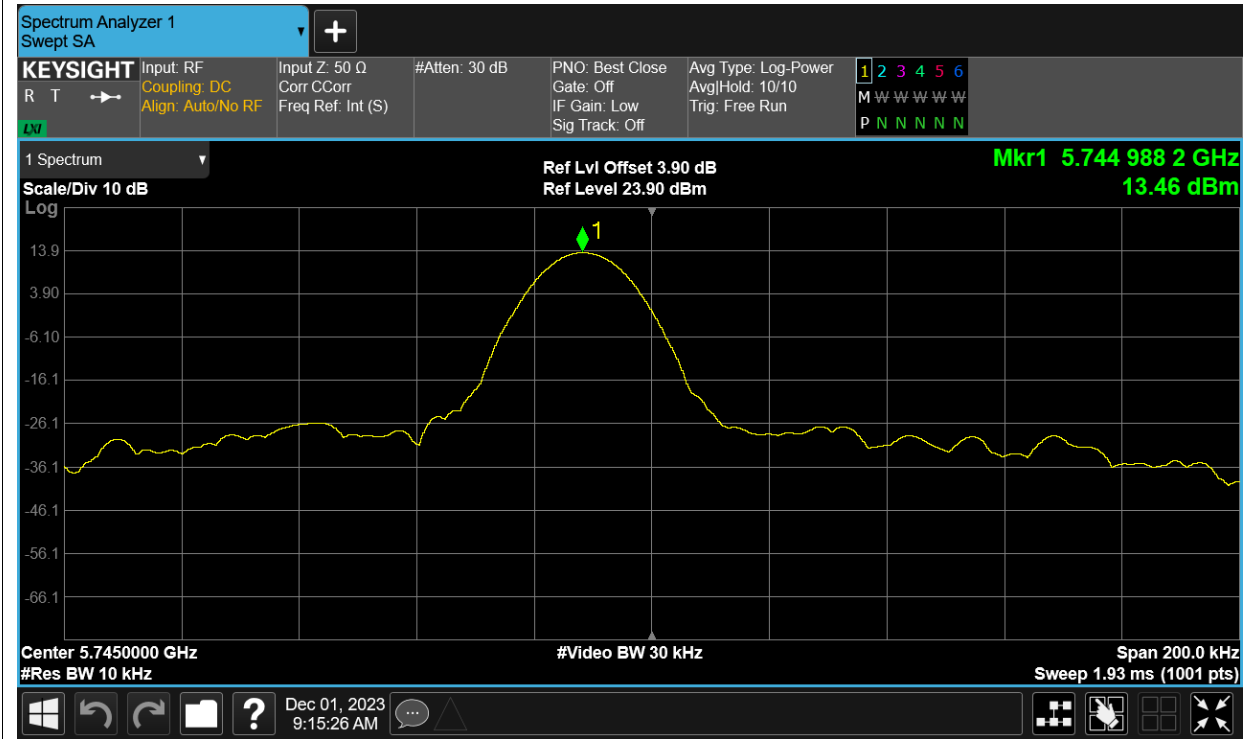 Spectrum Analyzer 1
Swept SA
KEYSIGHT
R T
LXI
Input: RF
Coupling: DC
Align: Auto/No RF
Input Z: 50 Ω
Corr CCorr
Freq Ref: Int (S)
#Atten: 30 dB
PNO: Best Close
Gate: Off
IF Gain: Low
Sig Track: Off
Avg Type: Log-Power
Avg|Hold: 10/10
Trig: Free Run
1 2 3 4 5 6
M W W W W W
P N N N N N
1 Spectrum
Scale/Div 10 dB
Log
Ref Lvl Offset 3.90 dB
Ref Level 23.90 dBm
Mkr1 5.744 988 2 GHz
13.46 dBm
1
13.9
3.90
-6.10
-16.1
-26.1
-36.1
-46.1
-56.1
-66.1
Center 5.7450000 GHz
#Res BW 10 kHz
#Video BW 30 kHz
Span 200.0 kHz
Sweep 1.93 ms (1001 pts)
?
Dec 01, 2023
9:15:26 AM